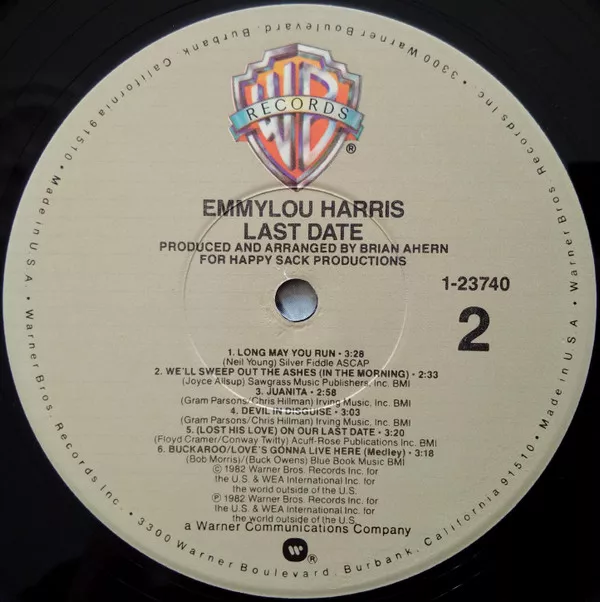 WB
RECORDS
®
EMMYLOU HARRIS
LAST DATE
PRODUCED AND ARRANGED BY BRIAN AHERN
FOR HAPPY SACK PRODUCTIONS
1-23740
2
1. LONG MAY YOU RUN • 3:28
(Neil Young) Silver Fiddle ASCAP
2. WE'LL SWEEP OUT THE ASHES (IN THE MORNING) • 2:33
(Joyce Allsup) Sawgrass Music Publishers, Inc. BMI
3. JUANITA • 2:58
(Gram Parsons/Chris Hillman) Irving Music, Inc. BMI
4. DEVIL IN DISGUISE • 3:03
(Gram Parsons/Chris Hillman) Irving Music, Inc. BMI
5. (LOST HIS LOVE) ON OUR LAST DATE • 3:20
(Floyd Cramer/Conway Twitty) Acuff-Rose Publications Inc. BMI
6. BUCKAROO/LOVE'S GONNA LIVE HERE (Medley) • 3:18
(Bob Morris)/(Buck Owens) Blue Book Music BMI
© 1982 Warner Bros. Records Inc. for
the U.S. & WEA International Inc. for
the world outside of the U.S.
℗ 1982 Warner Bros. Records Inc. for
the U.S. & WEA International Inc. for
the world outside of the U.S.
a Warner Communications Company
®
Warner Bros. Records Inc. • 3300 Warner Boulevard, Burbank, California 91510 • Made in U.S.A. • Warner Bros. Records Inc. • 3300 Warner Boulevard, Burbank, California 91510 • Made in U.S.A. •